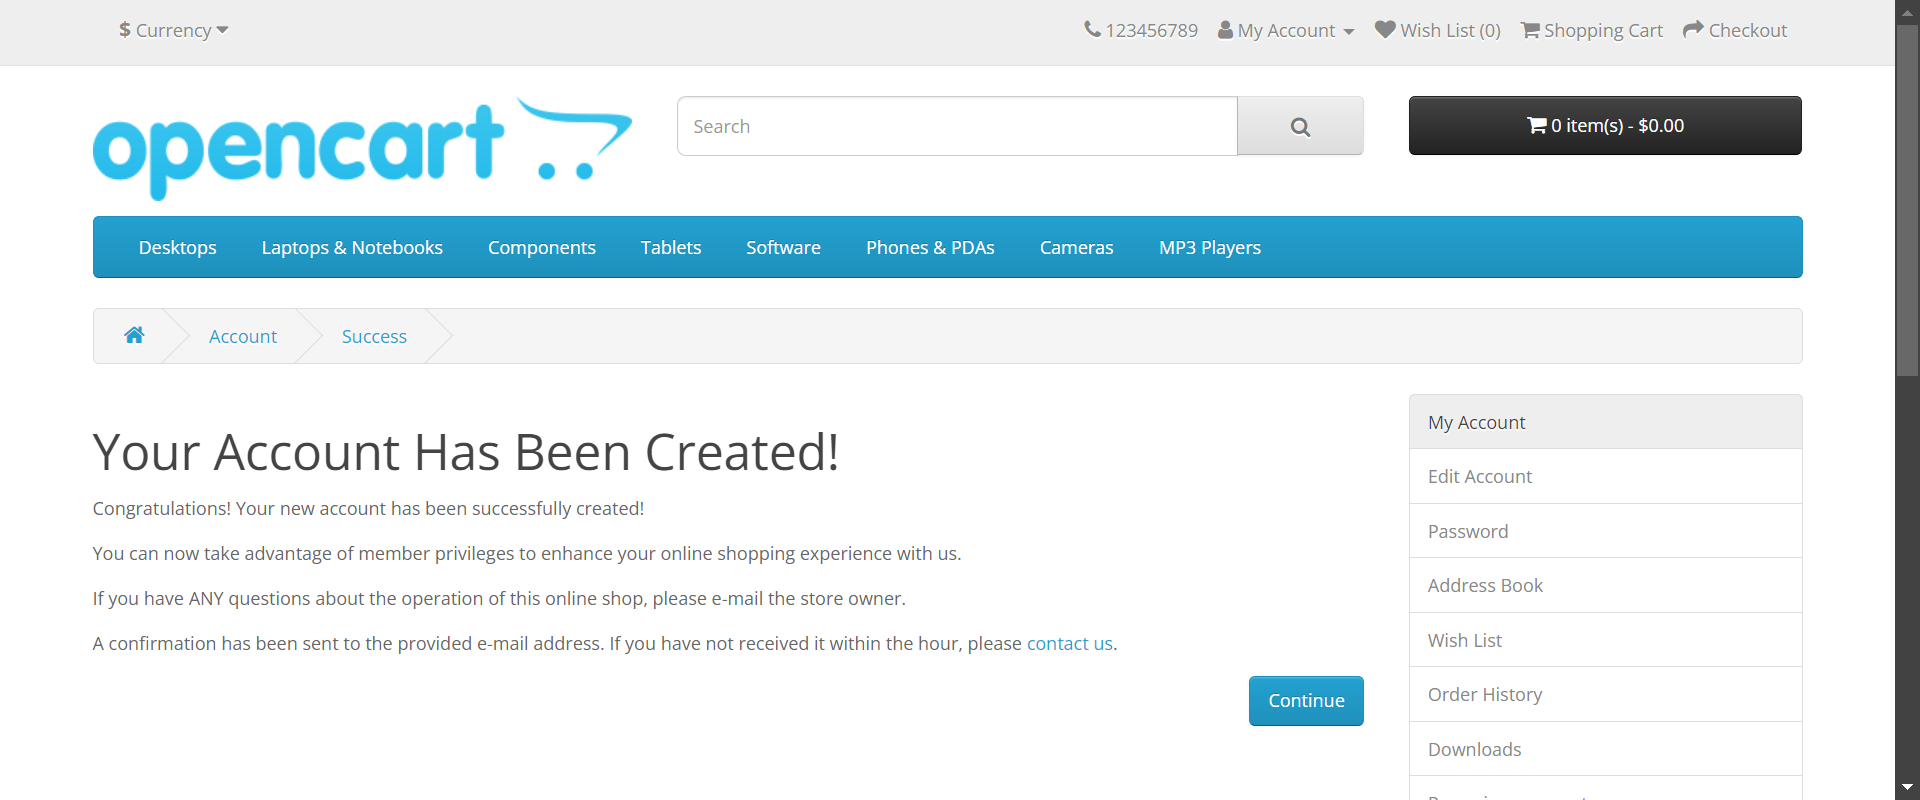 $ Currency
123456789 My Account Wish List (0) Shopping Cart Checkout
opencart
Search
0 item(s) - $0.00
Desktops Laptops & Notebooks Components Tablets Software Phones & PDAs Cameras MP3 Players
Account Success
Your Account Has Been Created!
Congratulations! Your new account has been successfully created!
You can now take advantage of member privileges to enhance your online shopping experience with us.
If you have ANY questions about the operation of this online shop, please e-mail the store owner.
A confirmation has been sent to the provided e-mail address. If you have not received it within the hour, please contact us.
Continue
My Account
Edit Account
Password
Address Book
Wish List
Order History
Downloads